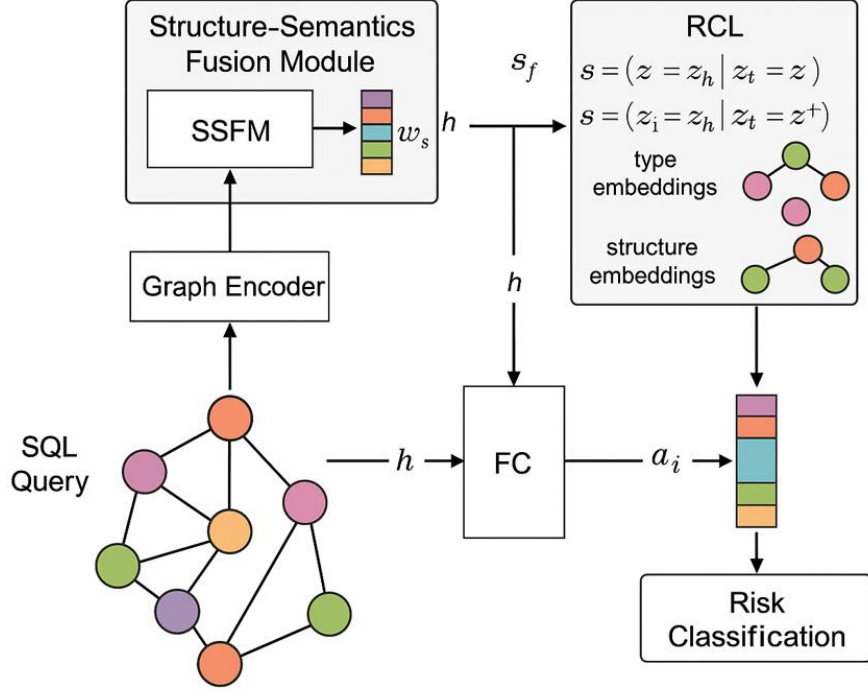 Structure–Semantics
Fusion Module
SSFM
w_s
h
s_f
RCL
s = (z = z_h | z_t = z)
s = (z_i = z_h | z_t = z⁺)
type
embeddings
structure
embeddings
Graph Encoder
h
SQL
Query
h
FC
a_i
Risk
Classification